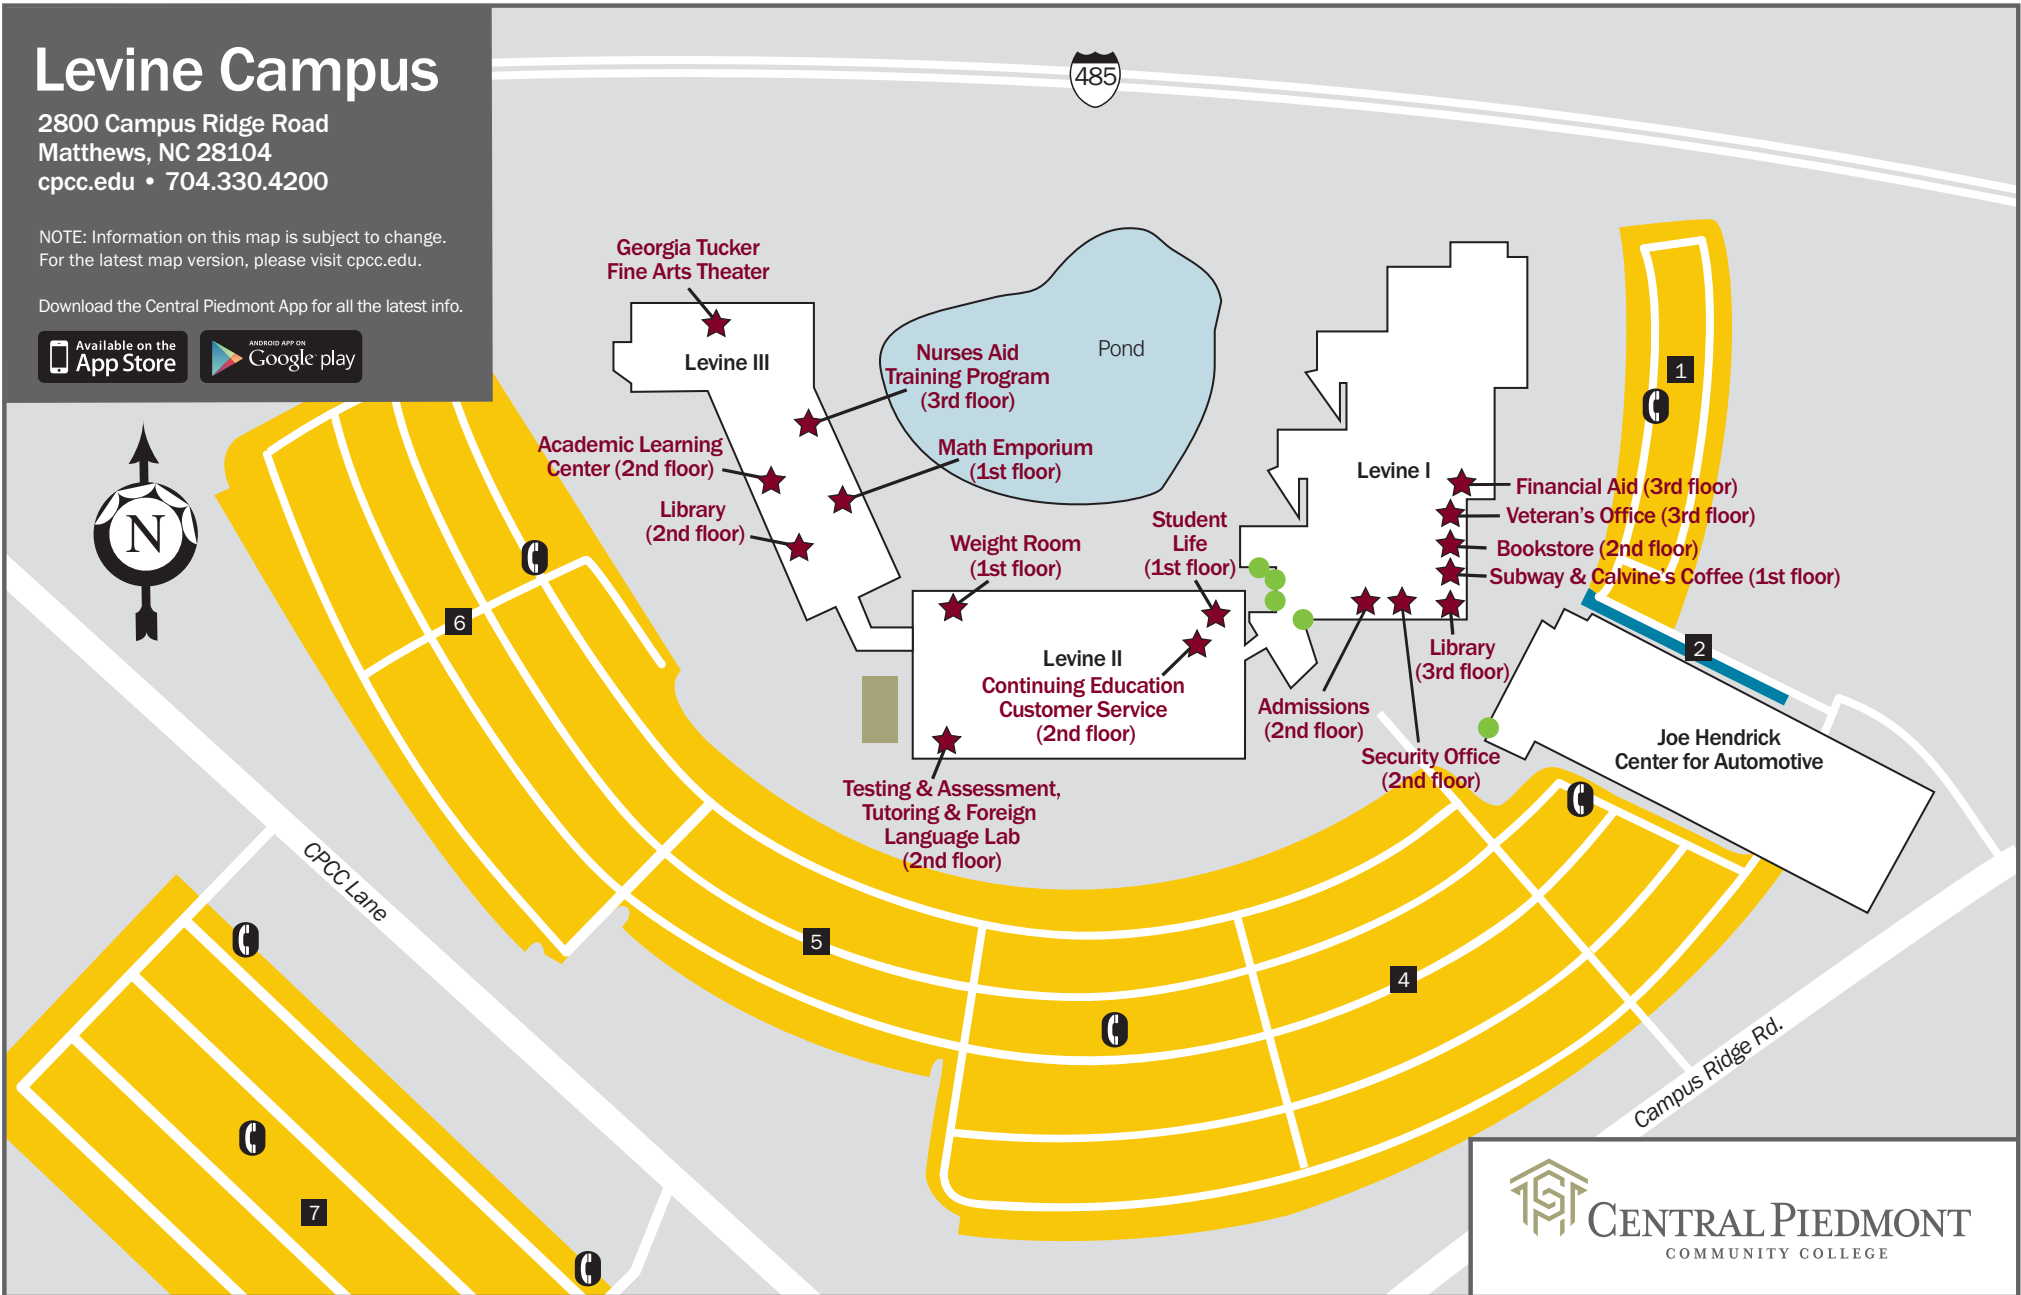 Levine Campus
2800 Campus Ridge Road
Matthews, NC 28104
cpcc.edu • 704.330.4200
NOTE: Information on this map is subject to change.
For the latest map version, please visit cpcc.edu.
Download the Central Piedmont App for all the latest info.
Available on the
App Store
ANDROID APP ON
Google play
485
N
Georgia Tucker
Fine Arts Theater
Levine III
Nurses Aid
Training Program
(3rd floor)
Pond
Academic Learning
Center (2nd floor)
Math Emporium
(1st floor)
Library
(2nd floor)
Weight Room
(1st floor)
Student
Life
(1st floor)
Levine I
Financial Aid (3rd floor)
Veteran's Office (3rd floor)
Bookstore (2nd floor)
Subway & Calvine's Coffee (1st floor)
Library
(3rd floor)
Levine II
Continuing Education
Customer Service
(2nd floor)
Admissions
(2nd floor)
Security Office
(2nd floor)
Testing & Assessment,
Tutoring & Foreign
Language Lab
(2nd floor)
Joe Hendrick
Center for Automotive
1
2
6
5
4
7
CPCC Lane
Campus Ridge Rd.
CENTRAL PIEDMONT
COMMUNITY COLLEGE